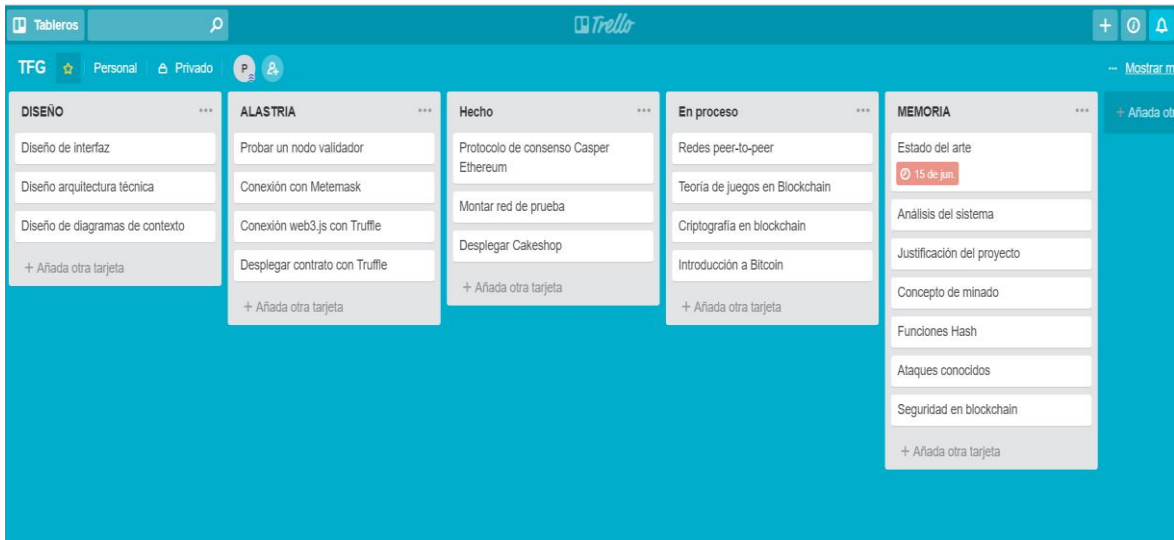 Tableros
Trello
TFG
Personal
Privado
P
... Mostrar m
DISEÑO
Diseño de interfaz
Diseño arquitectura técnica
Diseño de diagramas de contexto
+ Añada otra tarjeta
ALASTRIA
Probar un nodo validador
Conexión con Metemask
Conexión web3.js con Truffle
Desplegar contrato con Truffle
+ Añada otra tarjeta
Hecho
Protocolo de consenso Casper
Ethereum
Montar red de prueba
Desplegar Cakeshop
+ Añada otra tarjeta
En proceso
Redes peer-to-peer
Teoría de juegos en Blockchain
Criptografía en blockchain
Introducción a Bitcoin
+ Añada otra tarjeta
MEMORIA
Estado del arte
15 de jun.
Análisis del sistema
Justificación del proyecto
Concepto de minado
Funciones Hash
Ataques conocidos
Seguridad en blockchain
+ Añada otra tarjeta
+ Añada otr